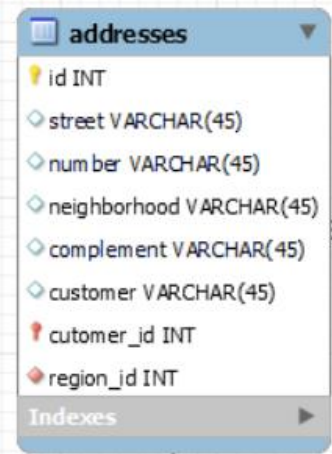 addresses
id INT
street VARCHAR(45)
number VARCHAR(45)
neighborhood VARCHAR(45)
complement VARCHAR(45)
customer VARCHAR(45)
cutomer_id INT
region_id INT
Indexes